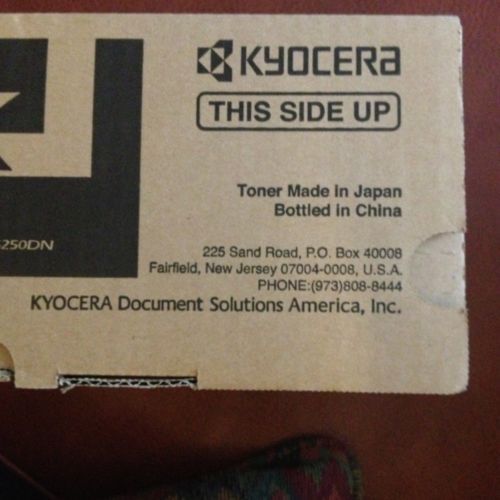 KYOCERA
THIS SIDE UP
Toner Made in Japan
Bottled in China
250DN
225 Sand Road, P.O. Box 40008
Fairfield, New Jersey 07004-0008, U.S.A.
PHONE:(973)808-8444
KYOCERA Document Solutions America, Inc.